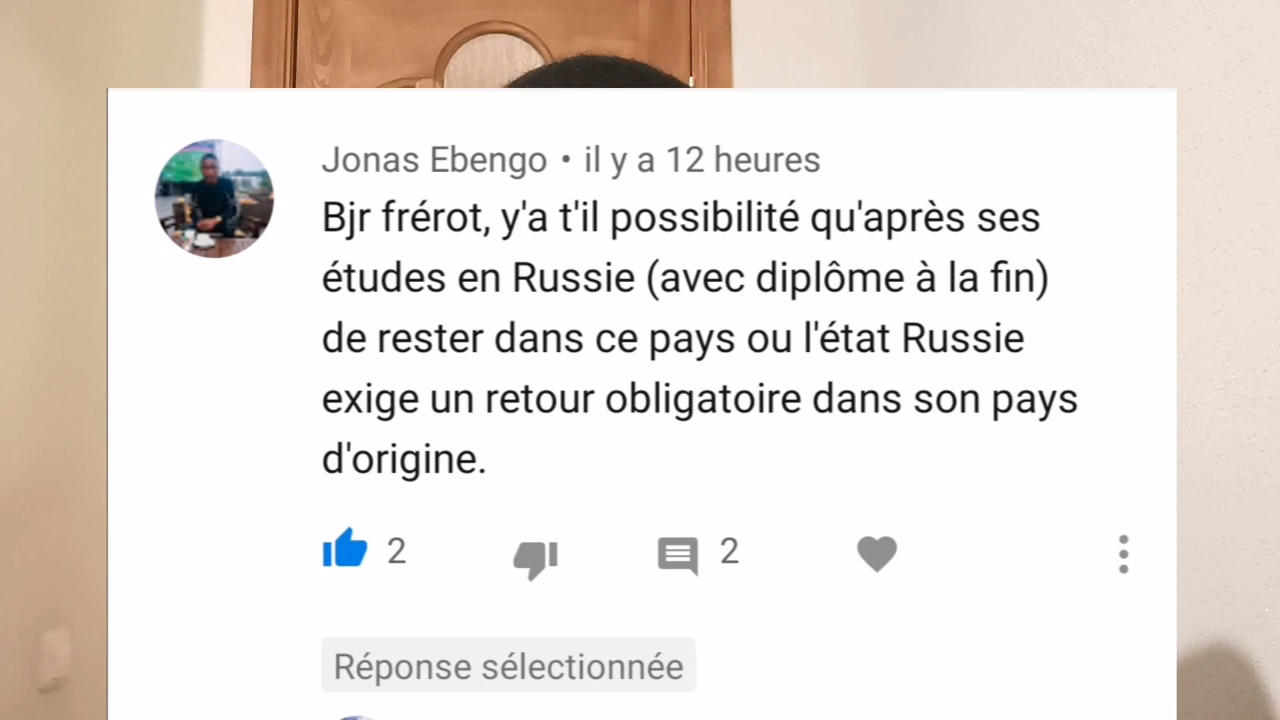 Jonas Ebengo • il y a 12 heures
Bjr frérot, y'a t'il possibilité qu'après ses
études en Russie (avec diplôme à la fin)
de rester dans ce pays ou l'état Russie
exige un retour obligatoire dans son pays
d'origine.
2 2
Réponse sélectionnée